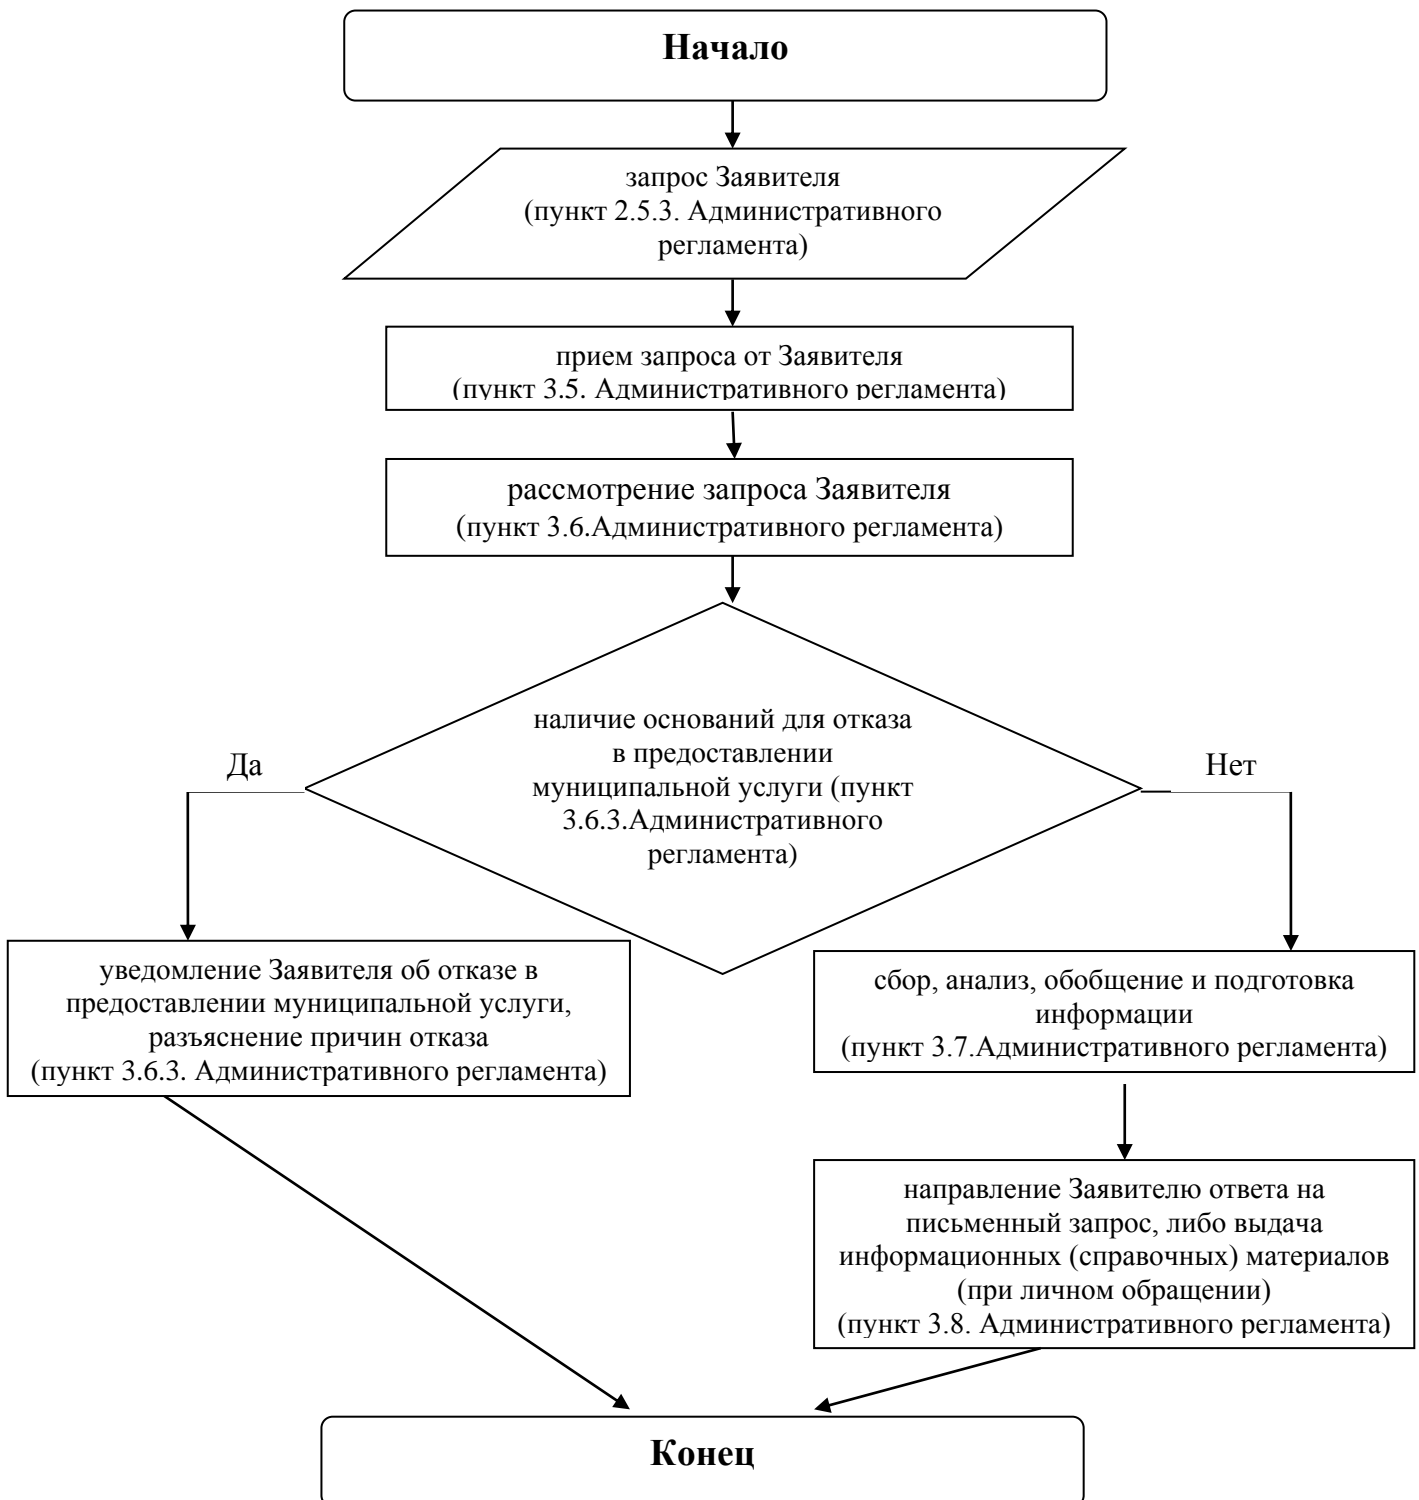 Начало
запрос Заявителя
(пункт 2.5.3. Административного
регламента)
прием запроса от Заявителя
(пункт 3.5. Административного регламента)
рассмотрение запроса Заявителя
(пункт 3.6.Административного регламента)
наличие оснований для отказа
в предоставлении
муниципальной услуги (пункт
3.6.3.Административного
регламента)
Да
Нет
уведомление Заявителя об отказе в
предоставлении муниципальной услуги,
разъяснение причин отказа
(пункт 3.6.3. Административного регламента)
сбор, анализ, обобщение и подготовка
информации
(пункт 3.7.Административного регламента)
направление Заявителю ответа на
письменный запрос, либо выдача
информационных (справочных) материалов
(при личном обращении)
(пункт 3.8. Административного регламента)
Конец